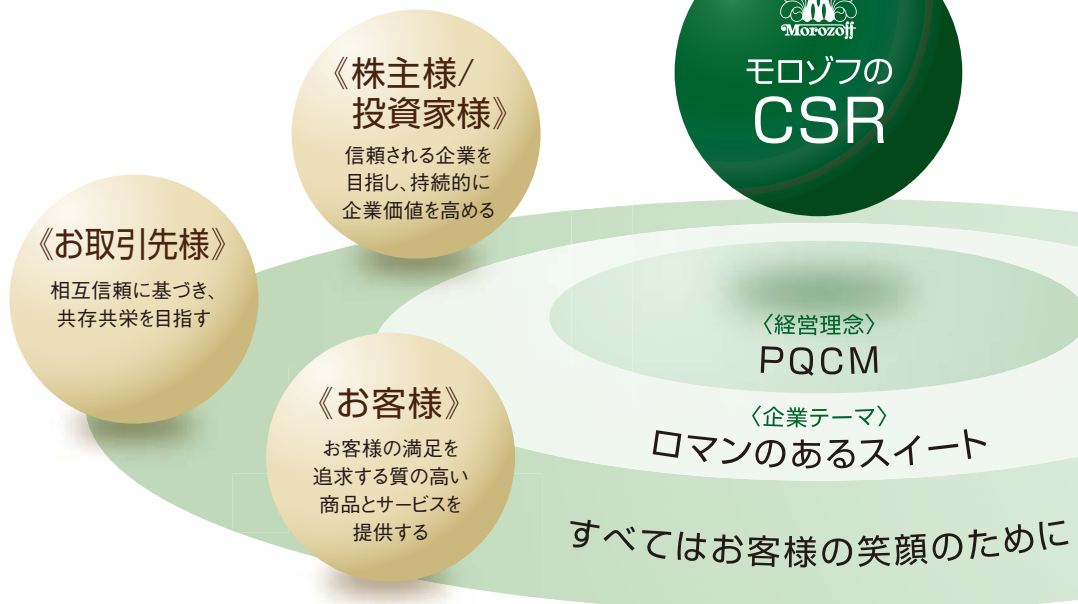 Morozoff
モロゾフの
CSR
《株主様/
投資家様》
信頼される企業を
目指し、持続的に
企業価値を高める
《お取引先様》
相互信頼に基づき、
共存共栄を目指す
《お客様》
お客様の満足を
追求する質の高い
商品とサービスを
提供する
〈経営理念〉
PQCM
〈企業テーマ〉
ロマンのあるスイート
すべてはお客様の笑顔のために